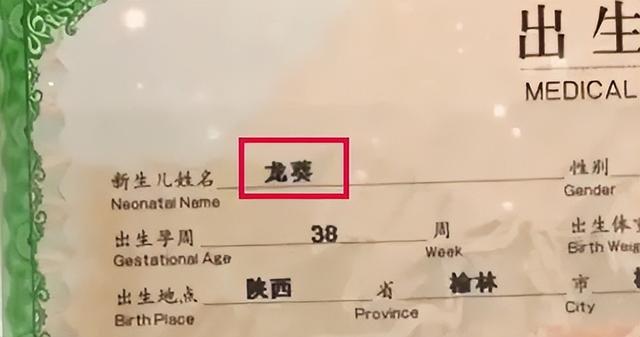 出生
MEDICAL
新生儿姓名 龙葵 性别
Neonatal Name Gender
出生孕周 38 周 出生体重
Gestational Age Week Birth Weig
出生地点 陕西 省 榆林 市
Birth Place Province City